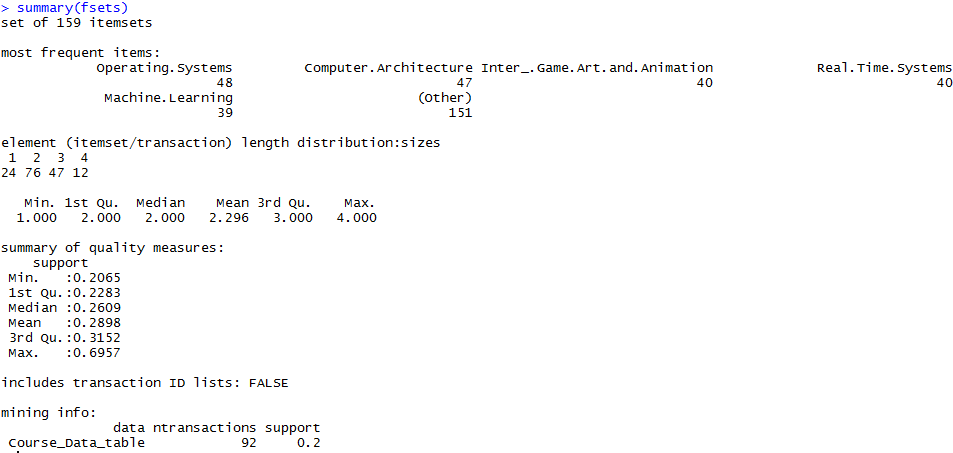 > summary(fsets)
set of 159 itemsets
most frequent items:
Operating.Systems Computer.Architecture Inter_.Game.Art.and.Animation Real.Time.Systems
48 47 40 40
Machine.Learning (Other)
39 151
element (itemset/transaction) length distribution:sizes
1 2 3 4
24 76 47 12
Min. 1st Qu. Median Mean 3rd Qu. Max.
1.000 2.000 2.000 2.296 3.000 4.000
summary of quality measures:
support
Min. :0.2065
1st Qu.:0.2283
Median :0.2609
Mean :0.2898
3rd Qu.:0.3152
Max. :0.6957
includes transaction ID lists: FALSE
mining info:
data ntransactions support
Course_Data_table 92 0.2